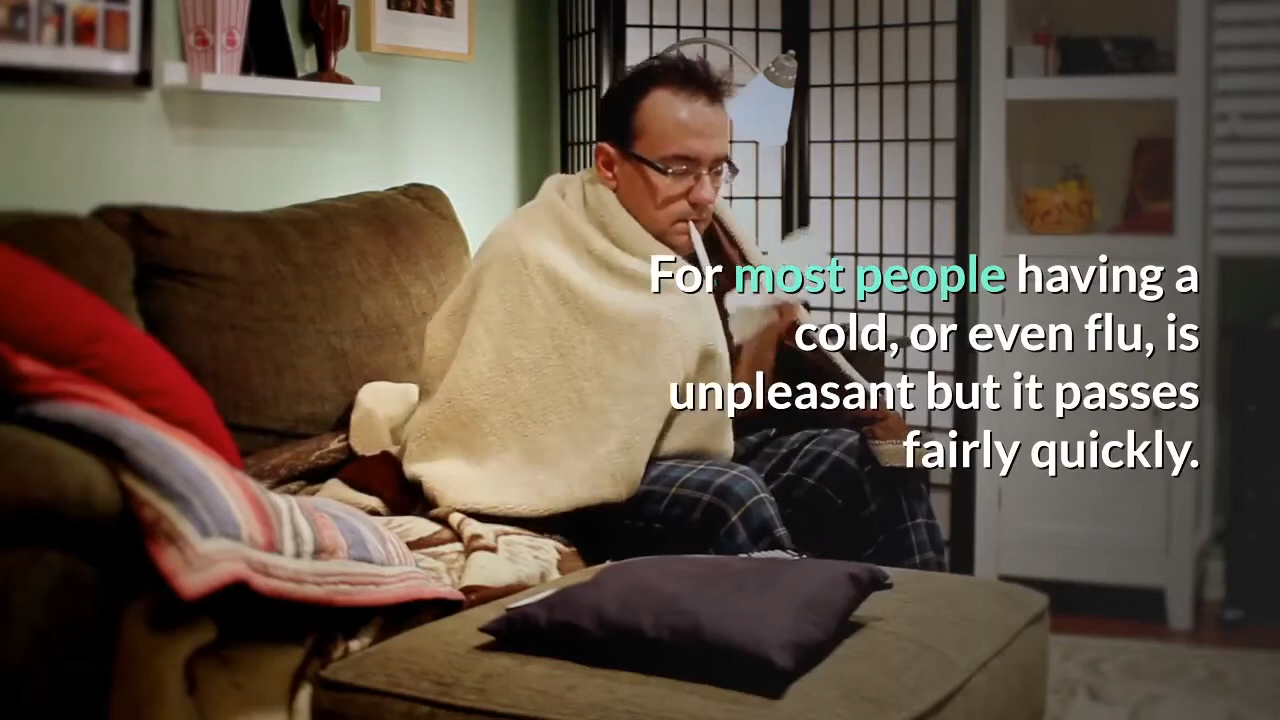 For most people having a
cold, or even flu, is
unpleasant but it passes
fairly quickly.